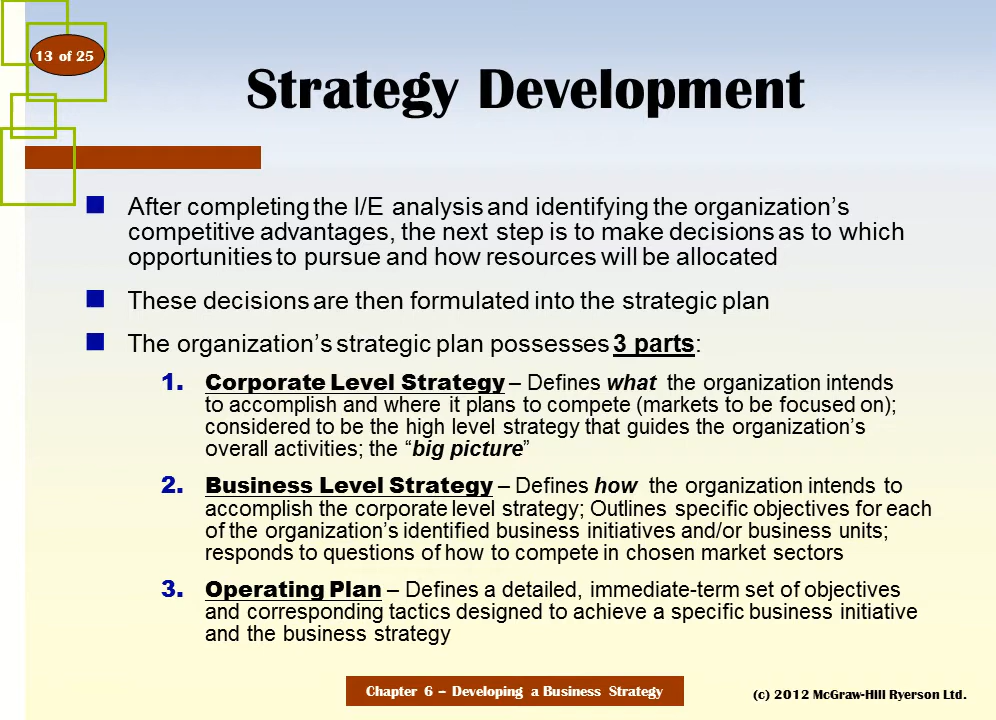 13 of 25
Strategy Development
After completing the I/E analysis and identifying the organization's
competitive advantages, the next step is to make decisions as to which
opportunities to pursue and how resources will be allocated
These decisions are then formulated into the strategic plan
The organization's strategic plan possesses 3 parts:
1. Corporate Level Strategy – Defines what the organization intends
to accomplish and where it plans to compete (markets to be focused on);
considered to be the high level strategy that guides the organization's
overall activities; the "big picture"
2. Business Level Strategy – Defines how the organization intends to
accomplish the corporate level strategy; Outlines specific objectives for each
of the organization's identified business initiatives and/or business units;
responds to questions of how to compete in chosen market sectors
3. Operating Plan – Defines a detailed, immediate-term set of objectives
and corresponding tactics designed to achieve a specific business initiative
and the business strategy
Chapter 6 – Developing a Business Strategy
(c) 2012 McGraw-Hill Ryerson Ltd.